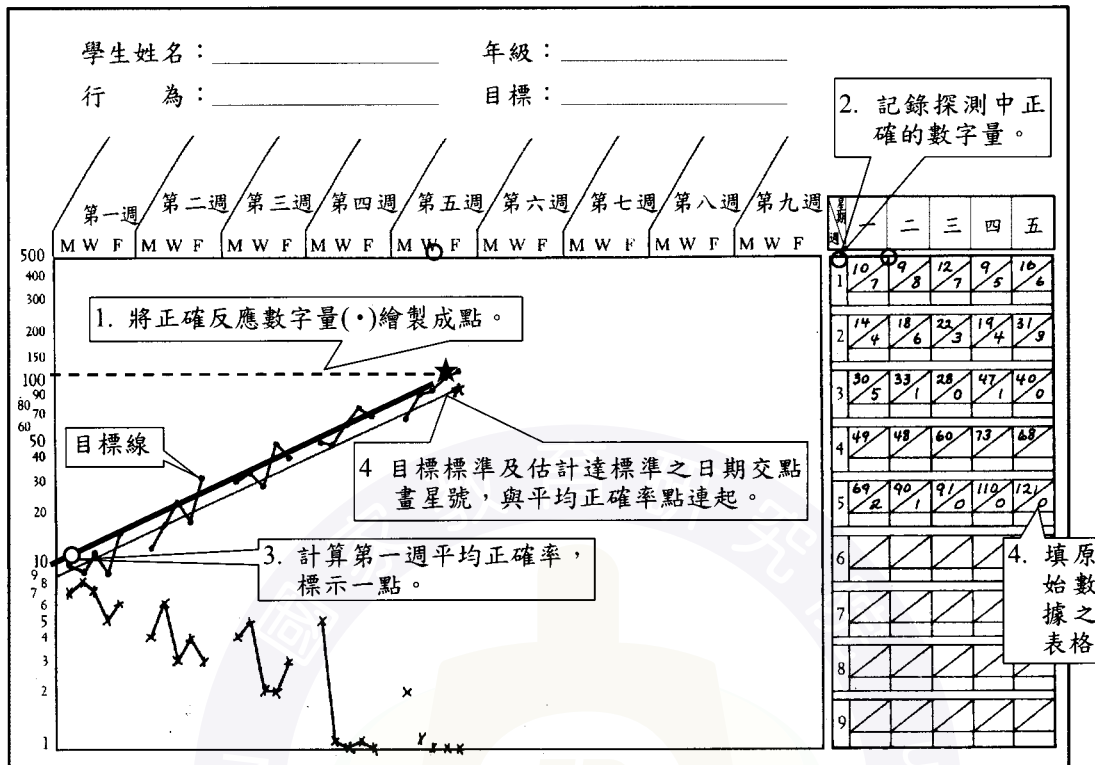 學生姓名：
年級：
行　為：
目標：
2. 記錄探測中正
確的數字量。
第一週 第二週 第三週 第四週 第五週 第六週 第七週 第八週 第九週
M W F M W F M W F M W F M W F M W F M W F M W F M W F
星期 週 一 二 三 四 五
500
400
300
200
150
100
90
80
70
60
50
40
30
20
10
9
8
7
6
5
4
3
2
1
1. 將正確反應數字量(•)繪製成點。
目標線
4 目標標準及估計達標準之日期交點
畫星號，與平均正確率點連起。
3. 計算第一週平均正確率，
標示一點。
1 10/7 9/8 12/7 9/5 16/6
2 14/4 18/6 22/3 19/4 31/3
3 30/5 33/1 28/0 47/1 40/0
4 49 48 60 73 68
5 69/2 90/1 91/0 110/0 121/0
6
7
8
9
4. 填原
始數
據之
表格